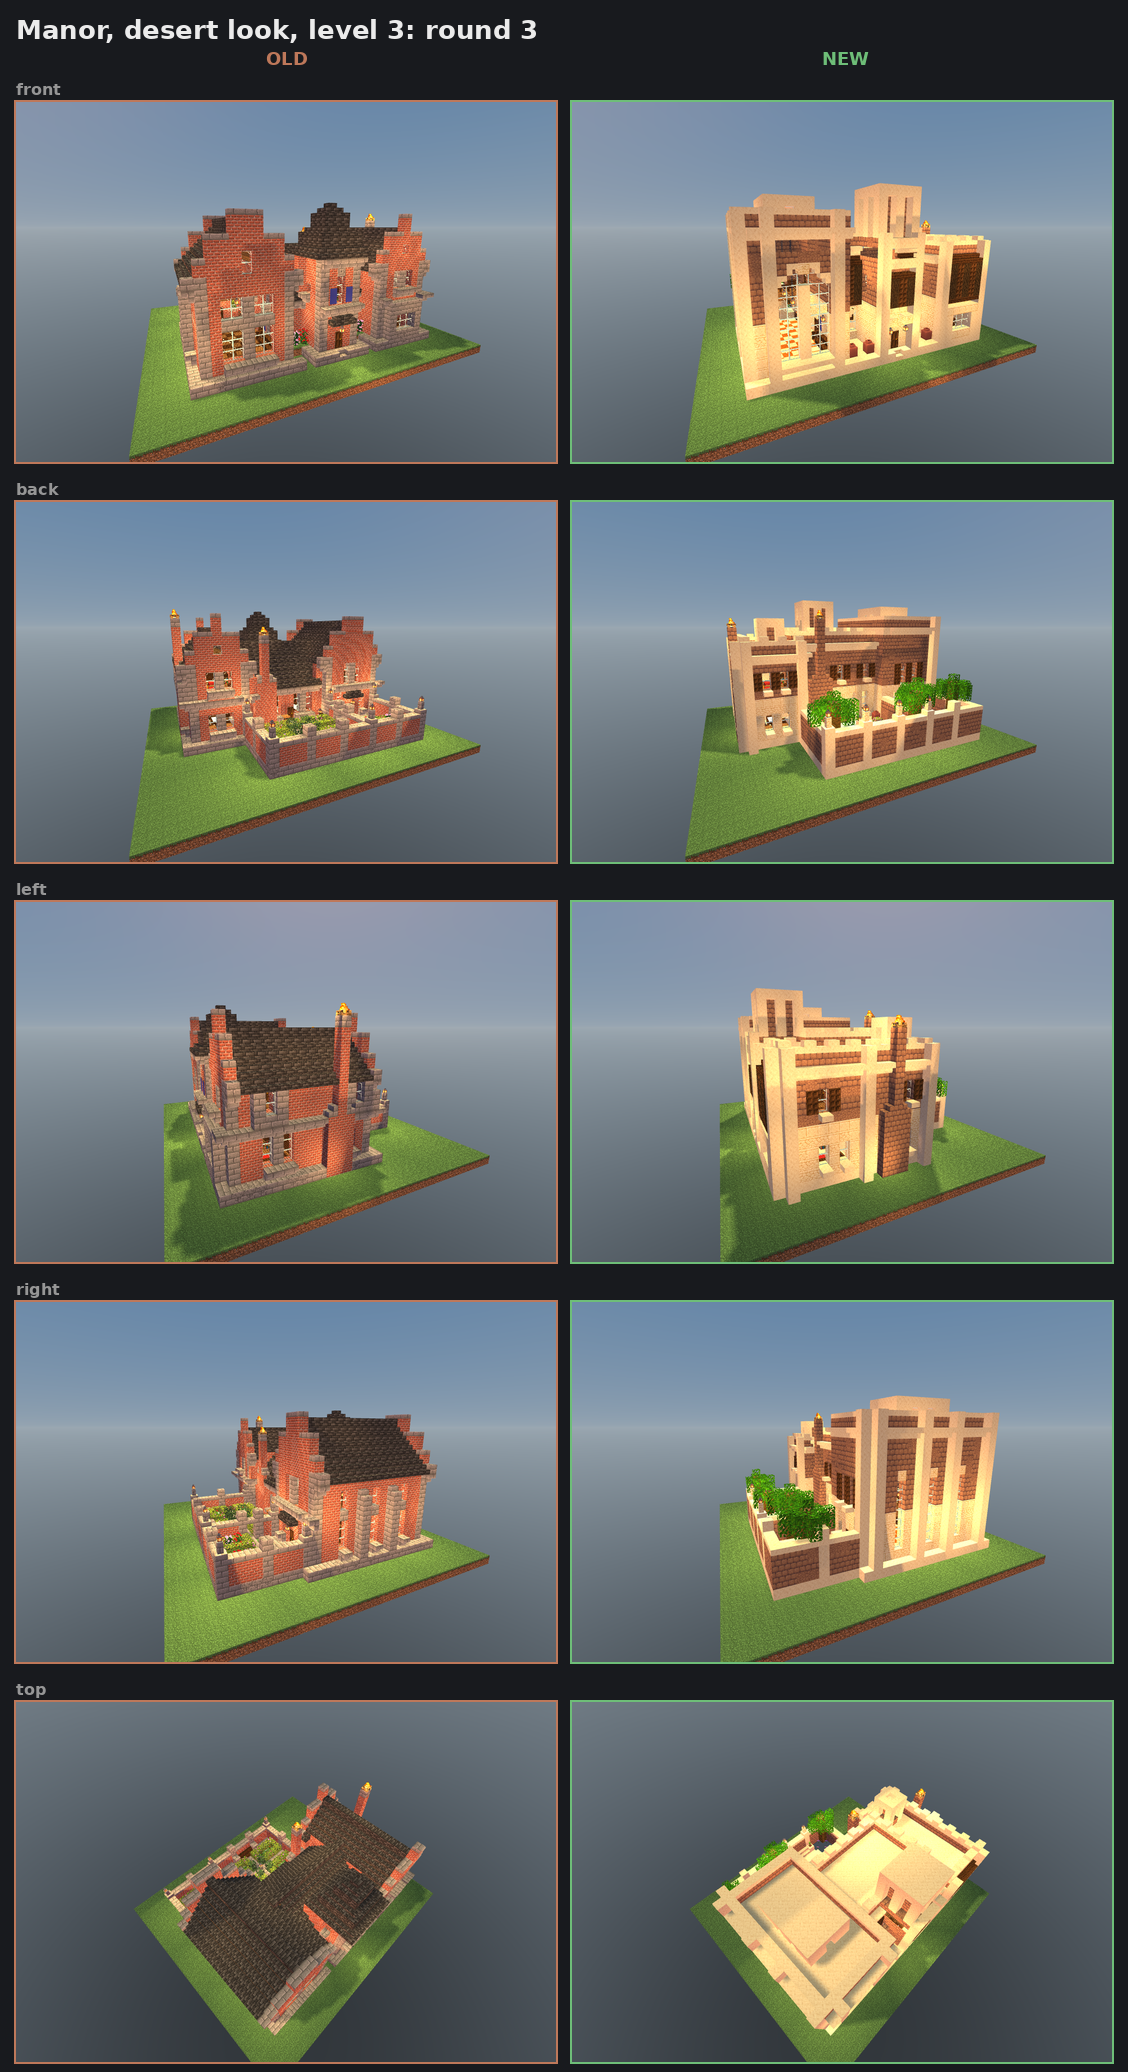 Manor, desert look, level 3: round 3
OLD
NEW
front
back
left
right
top